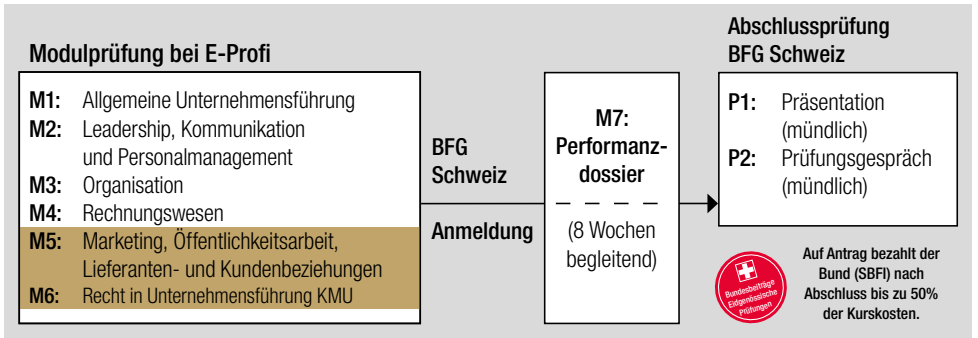 Modulprüfung bei E-Profi
M1: Allgemeine Unternehmensführung
M2: Leadership, Kommunikation
und Personalmanagement
M3: Organisation
M4: Rechnungswesen
M5: Marketing, Öffentlichkeitsarbeit,
Lieferanten- und Kundenbeziehungen
M6: Recht in Unternehmensführung KMU
BFG
Schweiz
Anmeldung
M7:
Performanz-
dossier
(8 Wochen
begleitend)
Abschlussprüfung
BFG Schweiz
P1: Präsentation
(mündlich)
P2: Prüfungsgespräch
(mündlich)
Bundesbeiträge
Eidgenössische
Prüfungen
Auf Antrag bezahlt der
Bund (SBFI) nach
Abschluss bis zu 50%
der Kurskosten.